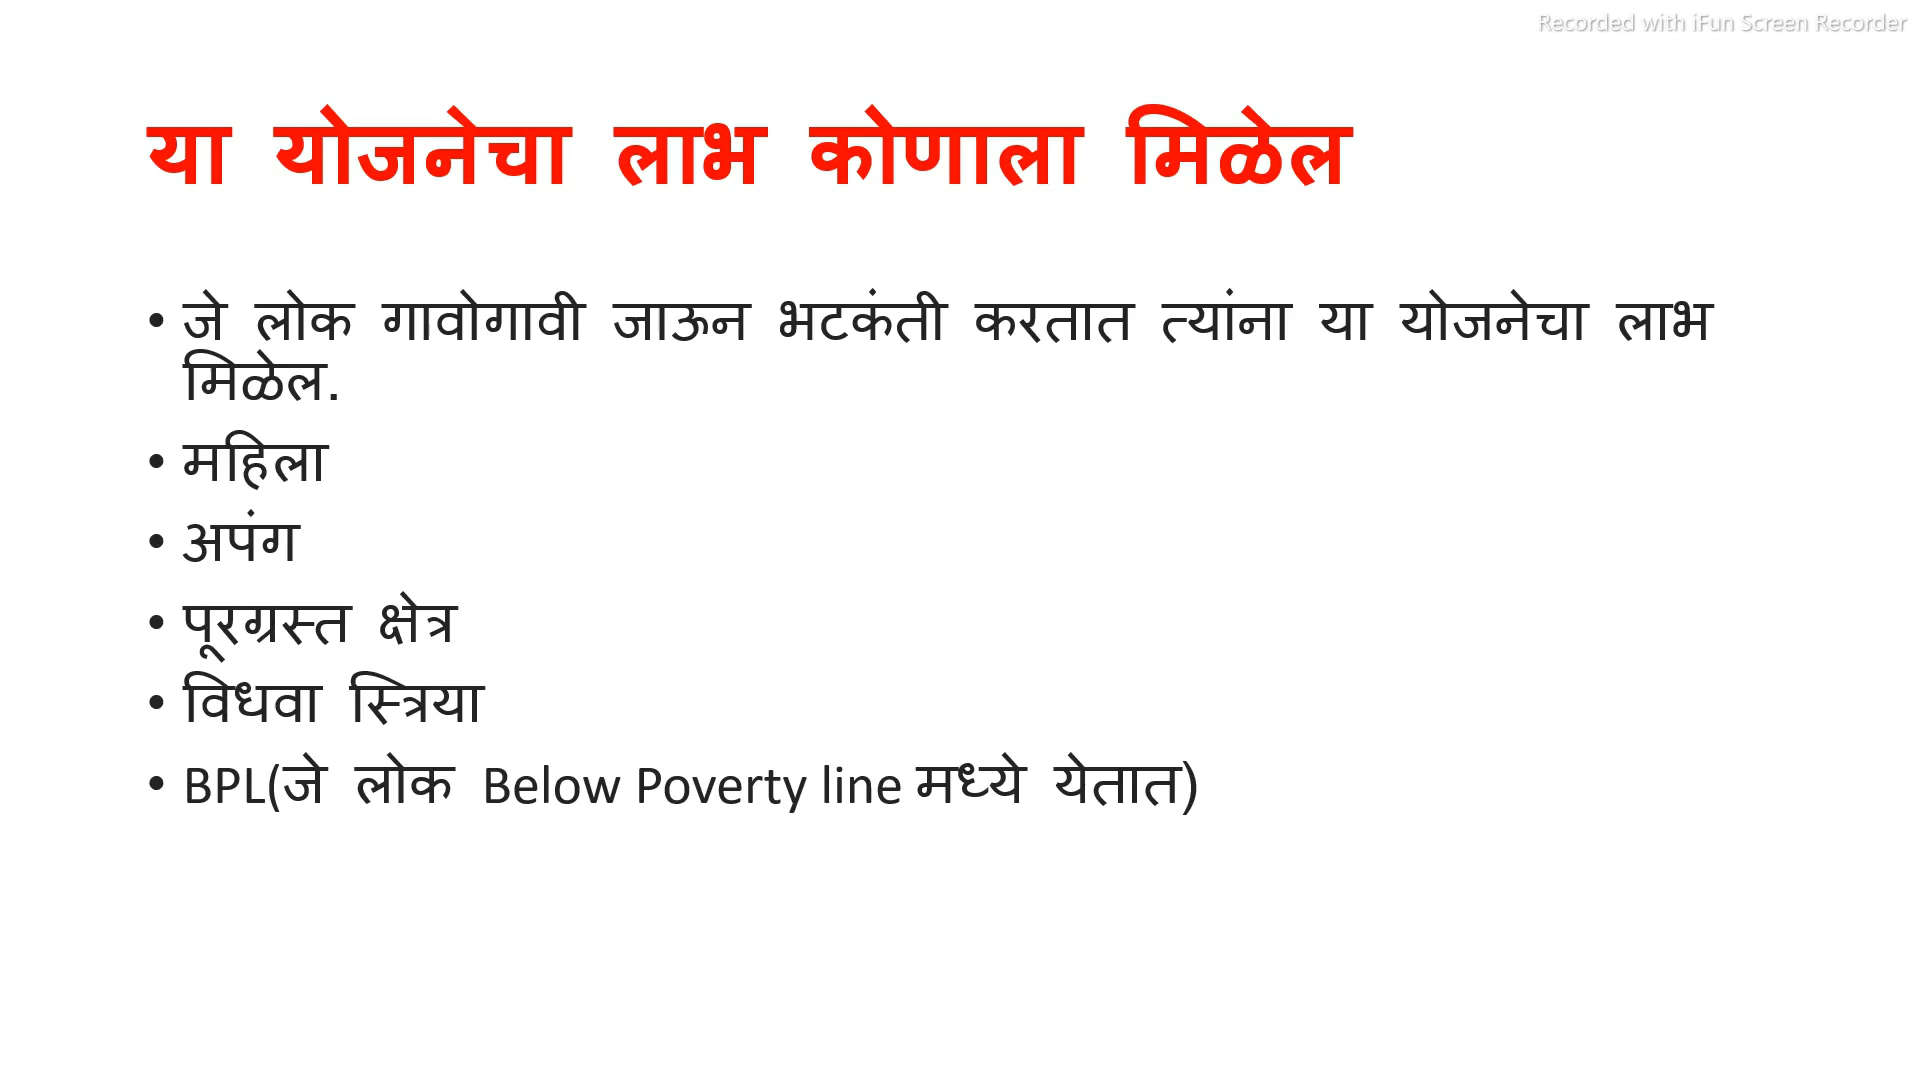 Recorded with iFun Screen Recorder
या योजनेचा लाभ कोणाला मिळेल
• जे लोक गावोगावी जाऊन भटकंती करतात त्यांना या योजनेचा लाभ
मिळेल.
• महिला
• अपंग
• पूरग्रस्त क्षेत्र
• विधवा स्त्रिया
• BPL(जे लोक Below Poverty line मध्ये येतात)